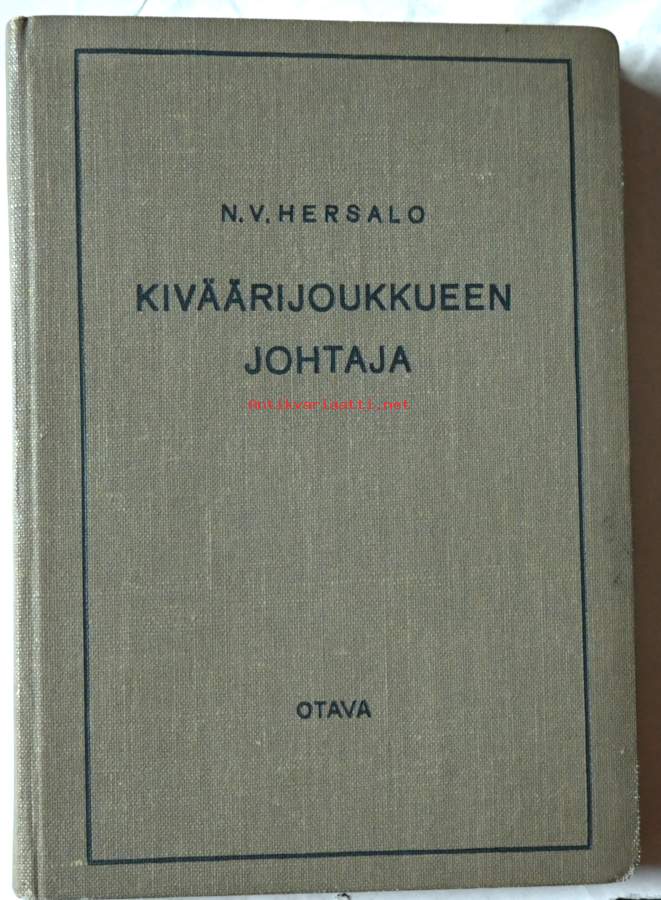 N.V. HERSALO
KIVÄÄRIJOUKKUEEN
JOHTAJA
Antikvariaatti.net
OTAVA